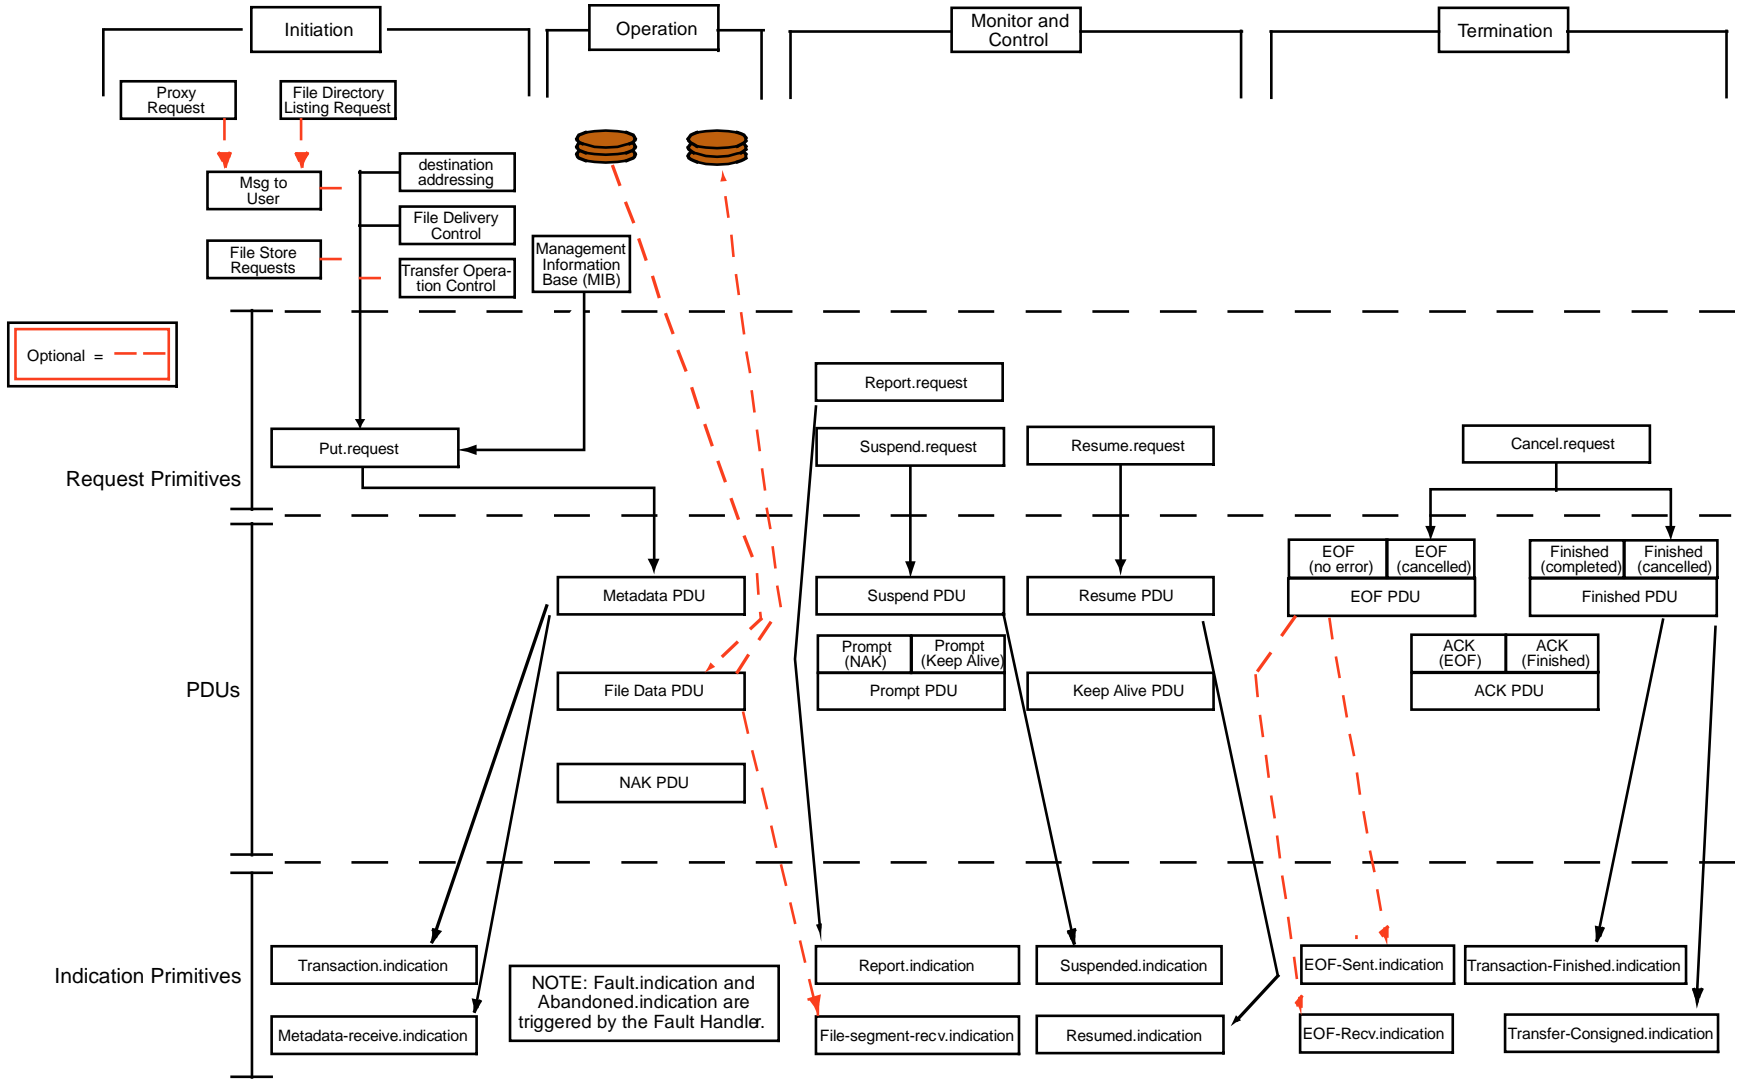 Initiation
Operation
Monitor and
Control
Termination
Proxy
Request
File Directory
Listing Request
Msg to
User
destination
addressing
File Delivery
Control
File Store
Requests
Transfer Opera-
tion Control
Management
Information
Base (MIB)
Optional =
Report.request
Put.request
Suspend.request
Resume.request
Cancel.request
Request Primitives
EOF
(no error)
EOF
(cancelled)
Finished
(completed)
Finished
(cancelled)
Metadata PDU
Suspend PDU
Resume PDU
EOF PDU
Finished PDU
Prompt
(NAK)
Prompt
(Keep Alive)
ACK
(EOF)
ACK
(Finished)
PDUs
File Data PDU
Prompt PDU
Keep Alive PDU
ACK PDU
NAK PDU
Indication Primitives
Transaction.indication
Report.indication
Suspended.indication
EOF-Sent.indication
Transaction-Finished.indication
NOTE: Fault.indication and
Abandoned.indication are
triggered by the Fault Handler.
Metadata-receive.indication
File-segment-recv.indication
Resumed.indication
EOF-Recv.indication
Transfer-Consigned.indication